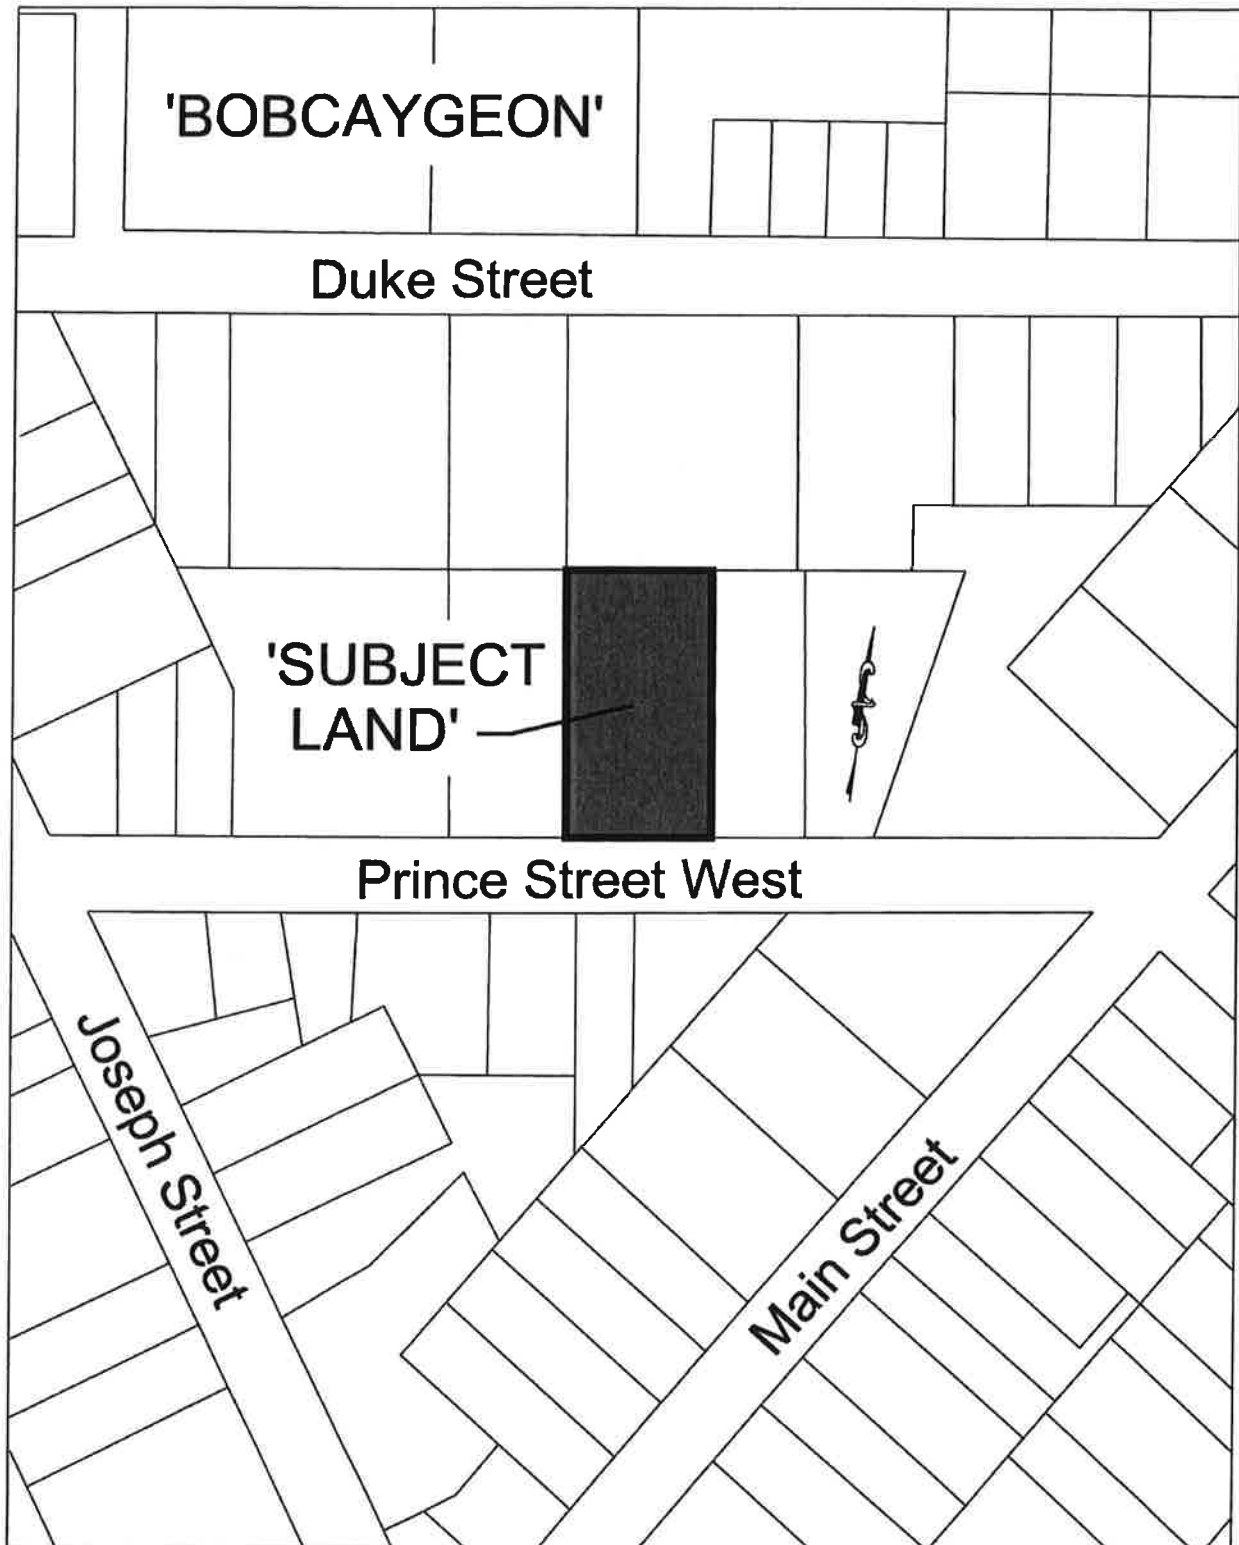 'BOBCAYGEON'
Duke Street
'SUBJECT
LAND'
Prince Street West
Joseph Street
Main Street